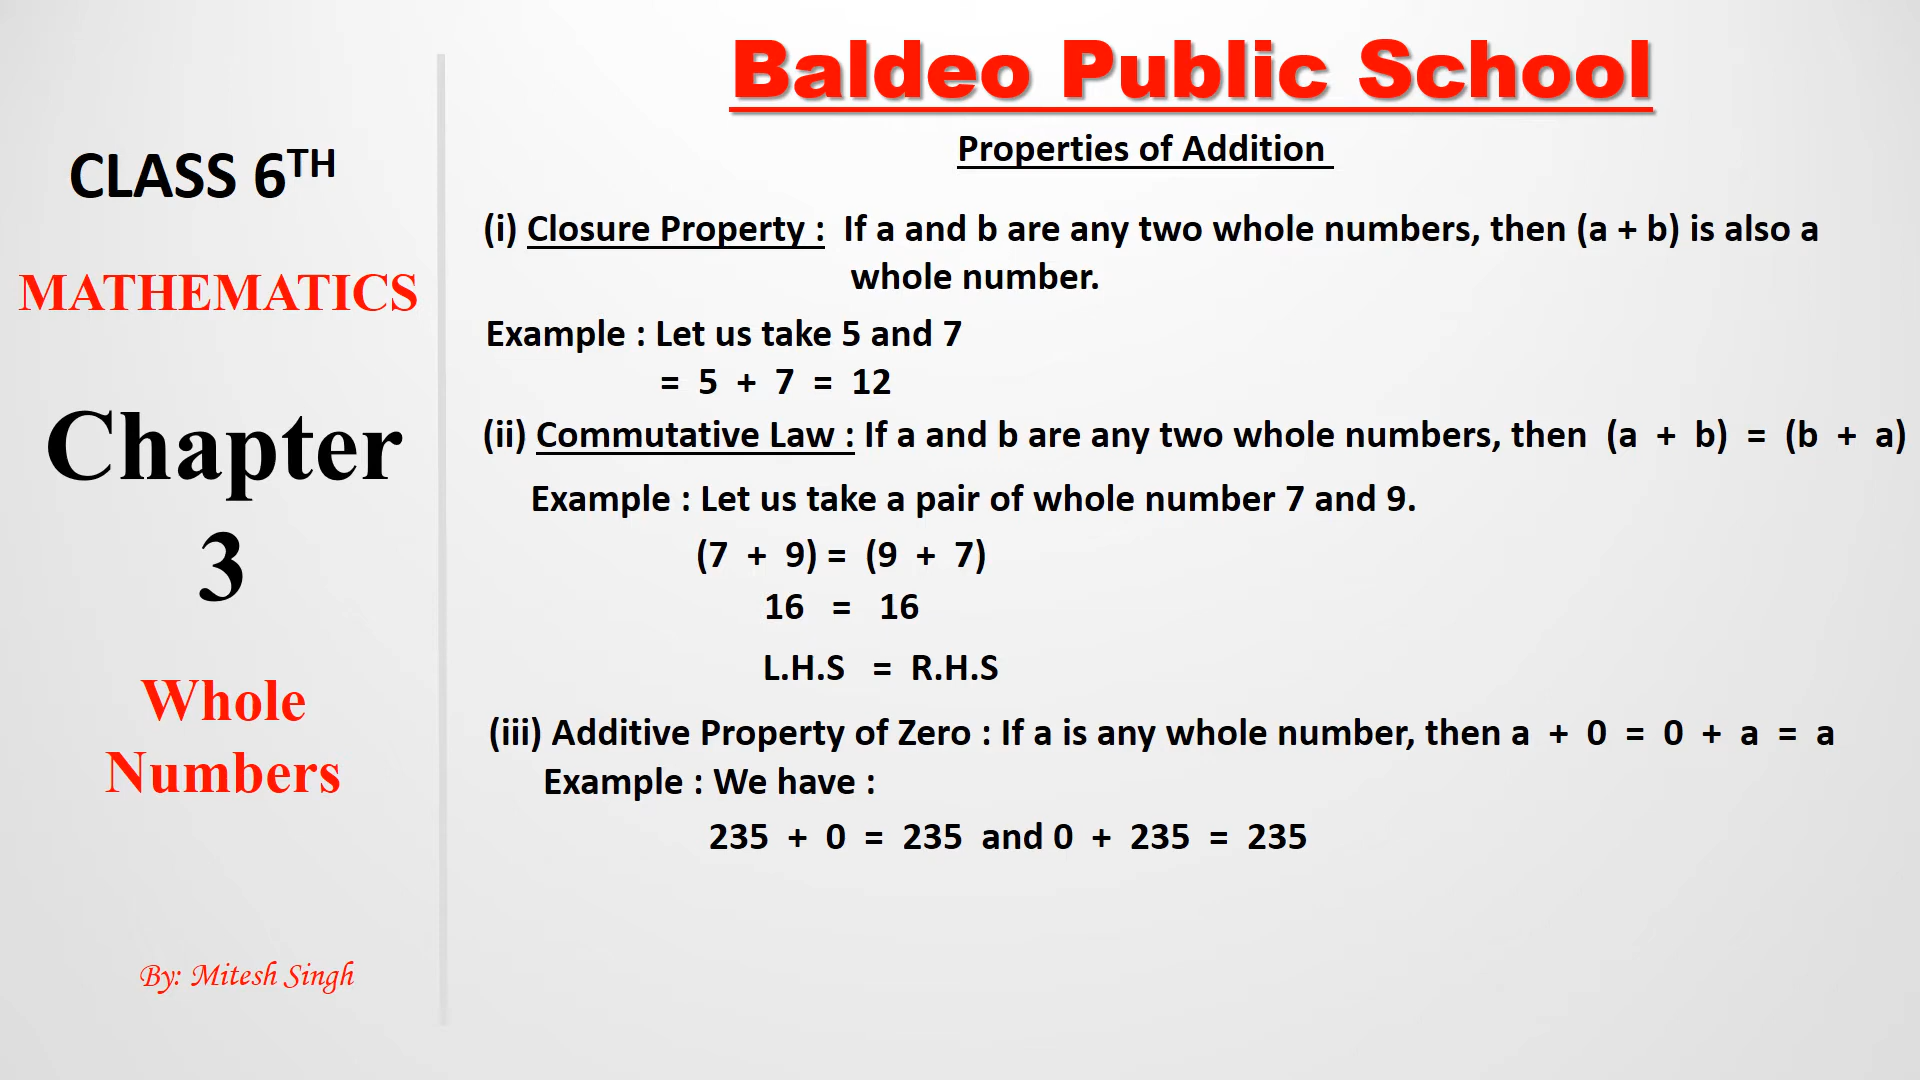 Baldeo Public School
CLASS 6TH
MATHEMATICS
Chapter
3
Whole
Numbers
By: Mitesh Singh
Properties of Addition
(i) Closure Property : If a and b are any two whole numbers, then (a + b) is also a
whole number.
Example : Let us take 5 and 7
= 5 + 7 = 12
(ii) Commutative Law : If a and b are any two whole numbers, then (a + b) = (b + a)
Example : Let us take a pair of whole number 7 and 9.
(7 + 9) = (9 + 7)
16 = 16
L.H.S = R.H.S
(iii) Additive Property of Zero : If a is any whole number, then a + 0 = 0 + a = a
Example : We have :
235 + 0 = 235 and 0 + 235 = 235